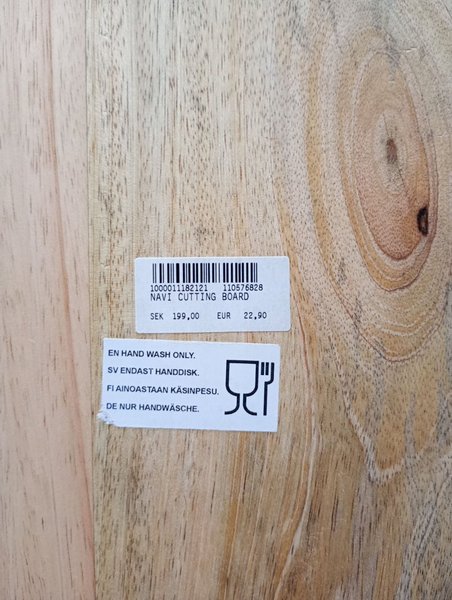 1000011182121 110576828
NAVI CUTTING BOARD
SEK 199,00 EUR 22,90
EN HAND WASH ONLY.
SV ENDAST HANDDISK.
FI AINOASTAAN KÄSINPESU.
DE NUR HANDWÄSCHE.